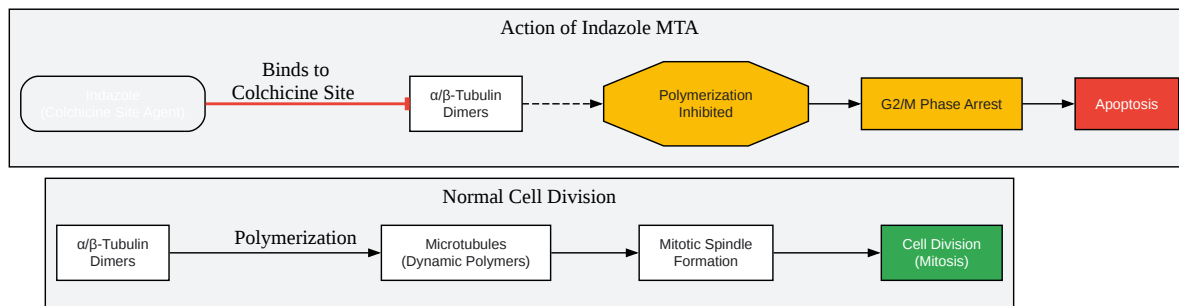 Action of Indazole MTA
Indazole
(Colchicine Site Agent)
Binds to
Colchicine Site
α/β-Tubulin
Dimers
Polymerization
Inhibited
G2/M Phase Arrest
Apoptosis
Normal Cell Division
α/β-Tubulin
Dimers
Polymerization
Microtubules
(Dynamic Polymers)
Mitotic Spindle
Formation
Cell Division
(Mitosis)